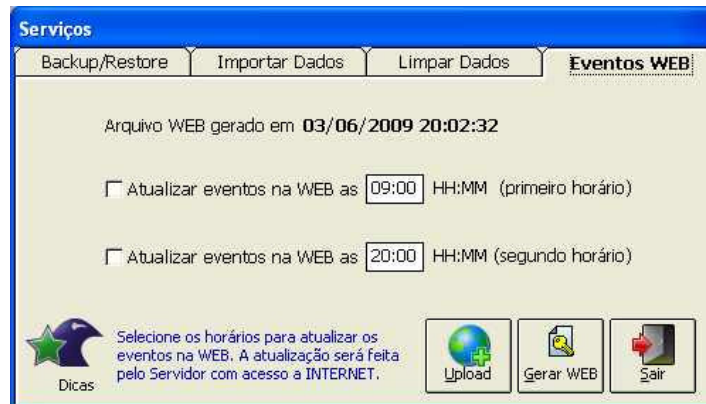 Serviços
Backup/Restore Importar Dados Limpar Dados Eventos WEB
Arquivo WEB gerado em 03/06/2009 20:02:32
Atualizar eventos na WEB as 09:00 HH:MM (primeiro horário)
Atualizar eventos na WEB as 20:00 HH:MM (segundo horário)
Selecione os horários para atualizar os
eventos na WEB. A atualização será feita
pelo Servidor com acesso a INTERNET.
Dicas
Upload Gerar WEB Sair